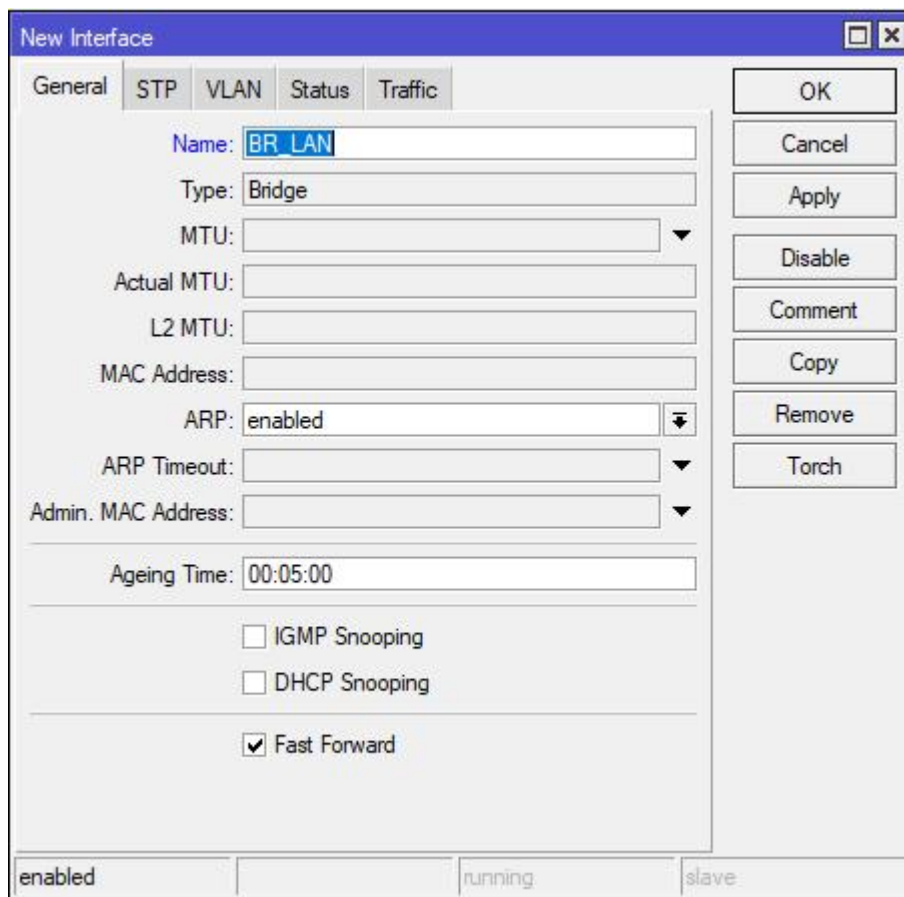 New Interface
General STP VLAN Status Traffic
Name: BR_LAN
Type: Bridge
MTU:
Actual MTU:
L2 MTU:
MAC Address:
ARP: enabled
ARP Timeout:
Admin. MAC Address:
Ageing Time: 00:05:00
IGMP Snooping
DHCP Snooping
Fast Forward
OK
Cancel
Apply
Disable
Comment
Copy
Remove
Torch
enabled running slave